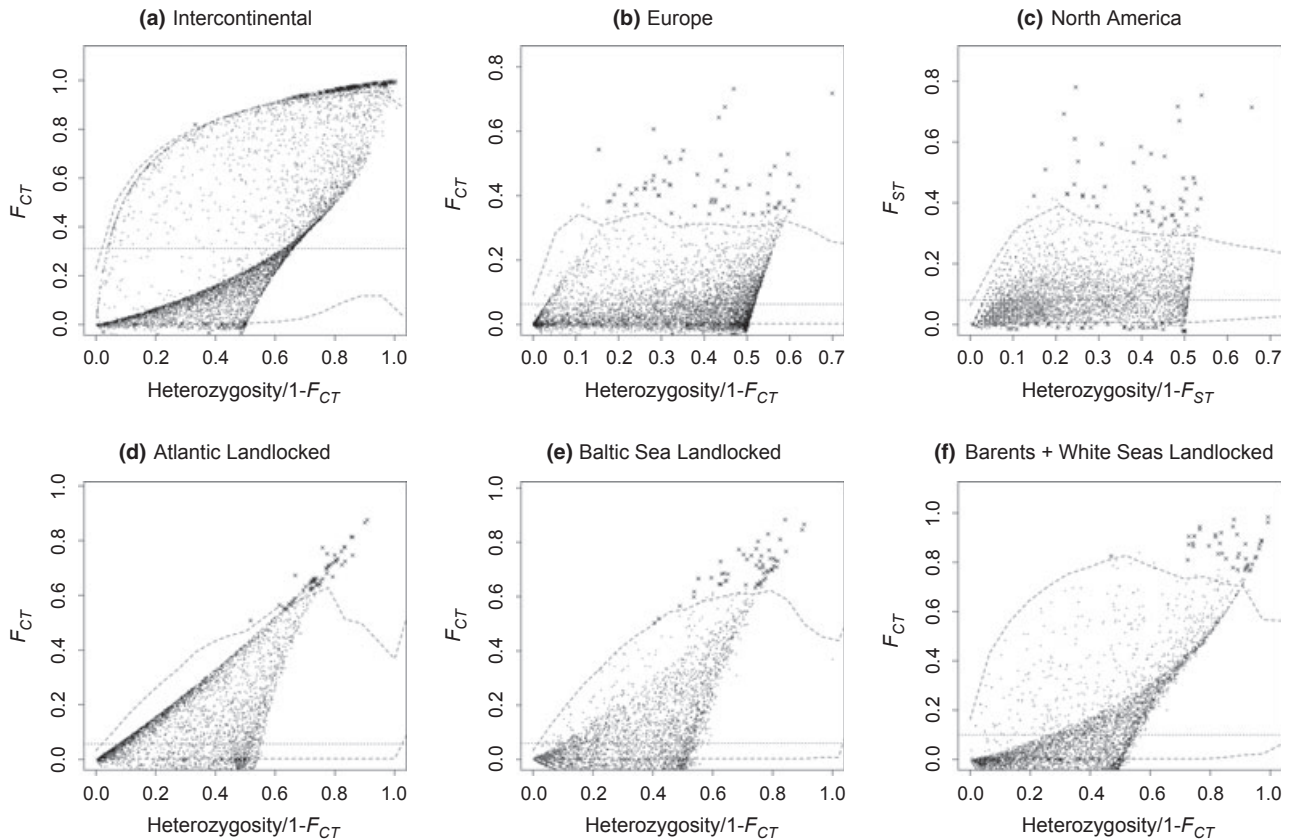 (a) Intercontinental
(b) Europe
(c) North America
F_CT
1.0
0.8
0.6
0.4
0.2
0.0
0.0 0.2 0.4 0.6 0.8 1.0
Heterozygosity/1-F_CT
F_CT
0.8
0.6
0.4
0.2
0.0
0.0 0.1 0.2 0.3 0.4 0.5 0.6 0.7
Heterozygosity/1-F_CT
F_ST
0.8
0.6
0.4
0.2
0.0
0.0 0.1 0.2 0.3 0.4 0.5 0.6 0.7
Heterozygosity/1-F_ST
(d) Atlantic Landlocked
(e) Baltic Sea Landlocked
(f) Barents + White Seas Landlocked
F_CT
1.0
0.8
0.6
0.4
0.2
0.0
0.0 0.2 0.4 0.6 0.8 1.0
Heterozygosity/1-F_CT
F_CT
1.0
0.8
0.6
0.4
0.2
0.0
0.0 0.2 0.4 0.6 0.8 1.0
Heterozygosity/1-F_CT
F_CT
1.0
0.8
0.6
0.4
0.2
0.0
0.0 0.2 0.4 0.6 0.8 1.0
Heterozygosity/1-F_CT